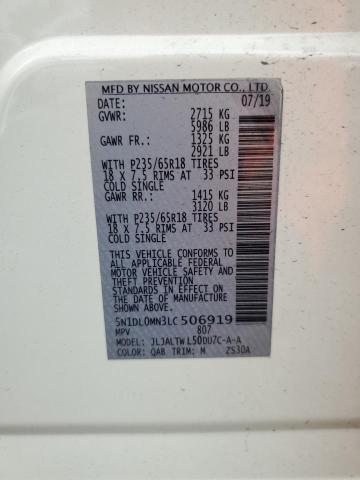 MFD BY NISSAN MOTOR CO., LTD.
DATE: 07/19
GVWR: 2715 KG
5986 LB
GAWR FR.: 1325 KG
2921 LB
WITH P235/65R18 TIRES
18 X 7.5 RIMS AT 33 PSI
COLD SINGLE
GAWR RR.: 1415 KG
3120 LB
WITH P235/65R18 TIRES
18 X 7.5 RIMS AT 33 PSI
COLD SINGLE
THIS VEHICLE CONFORMS TO
ALL APPLICABLE FEDERAL
MOTOR VEHICLE SAFETY AND
THEFT PREVENTION
STANDARDS IN EFFECT ON
THE DATE OF MANUFACTURE
SHOWN ABOVE.
5N1DL0MN3LC506919
MPV 807
MODEL: JLJALTWL50DU7C-A-A
COLOR: QAB TRIM: M ZS30A